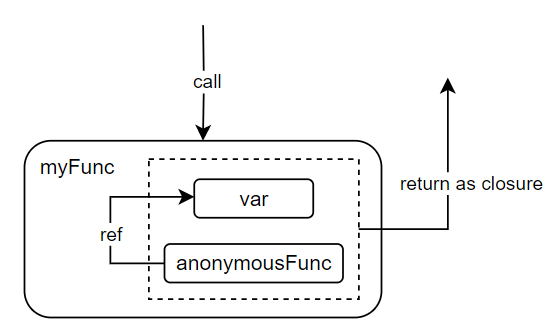 call
myFunc
return as closure
var
ref
anonymousFunc